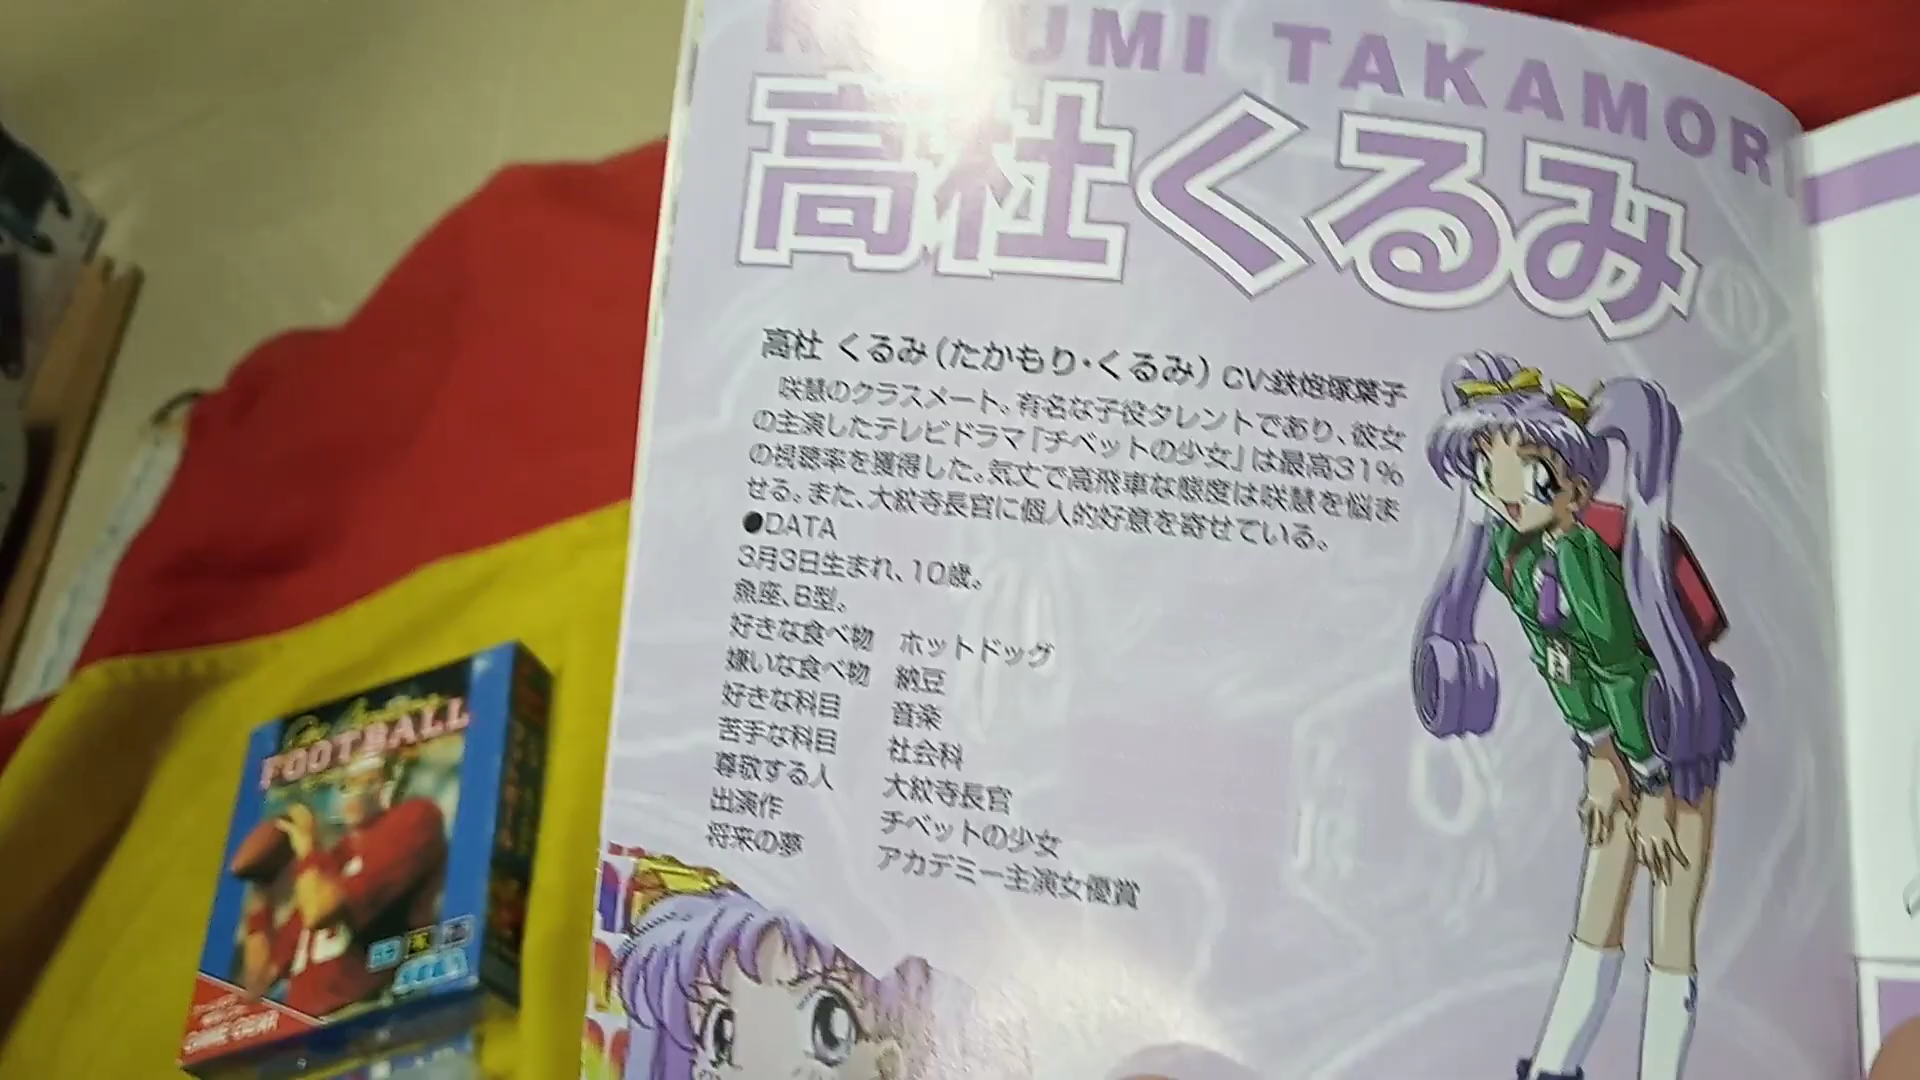 UMI TAKAMORI
高社くるみ
高社 くるみ(たかもり・くるみ) CV:鉄炮塚葉子
咲慧のクラスメート。有名な子役タレントであり、彼女
の主演したテレビドラマ「チベットの少女」は最高31%
の視聴率を獲得した。気丈で高飛車な態度は咲慧を悩ま
せる。また、大紋寺長官に個人的好意を寄せている。
●DATA
3月3日生まれ、10歳。
魚座、B型。
好きな食べ物 ホットドッグ
嫌いな食べ物 納豆
好きな科目 音楽
苦手な科目 社会科
尊敬する人 大紋寺長官
出演作 チベットの少女
将来の夢 アカデミー主演女優賞
FOOTBALL
SEGA
GAME GEAR